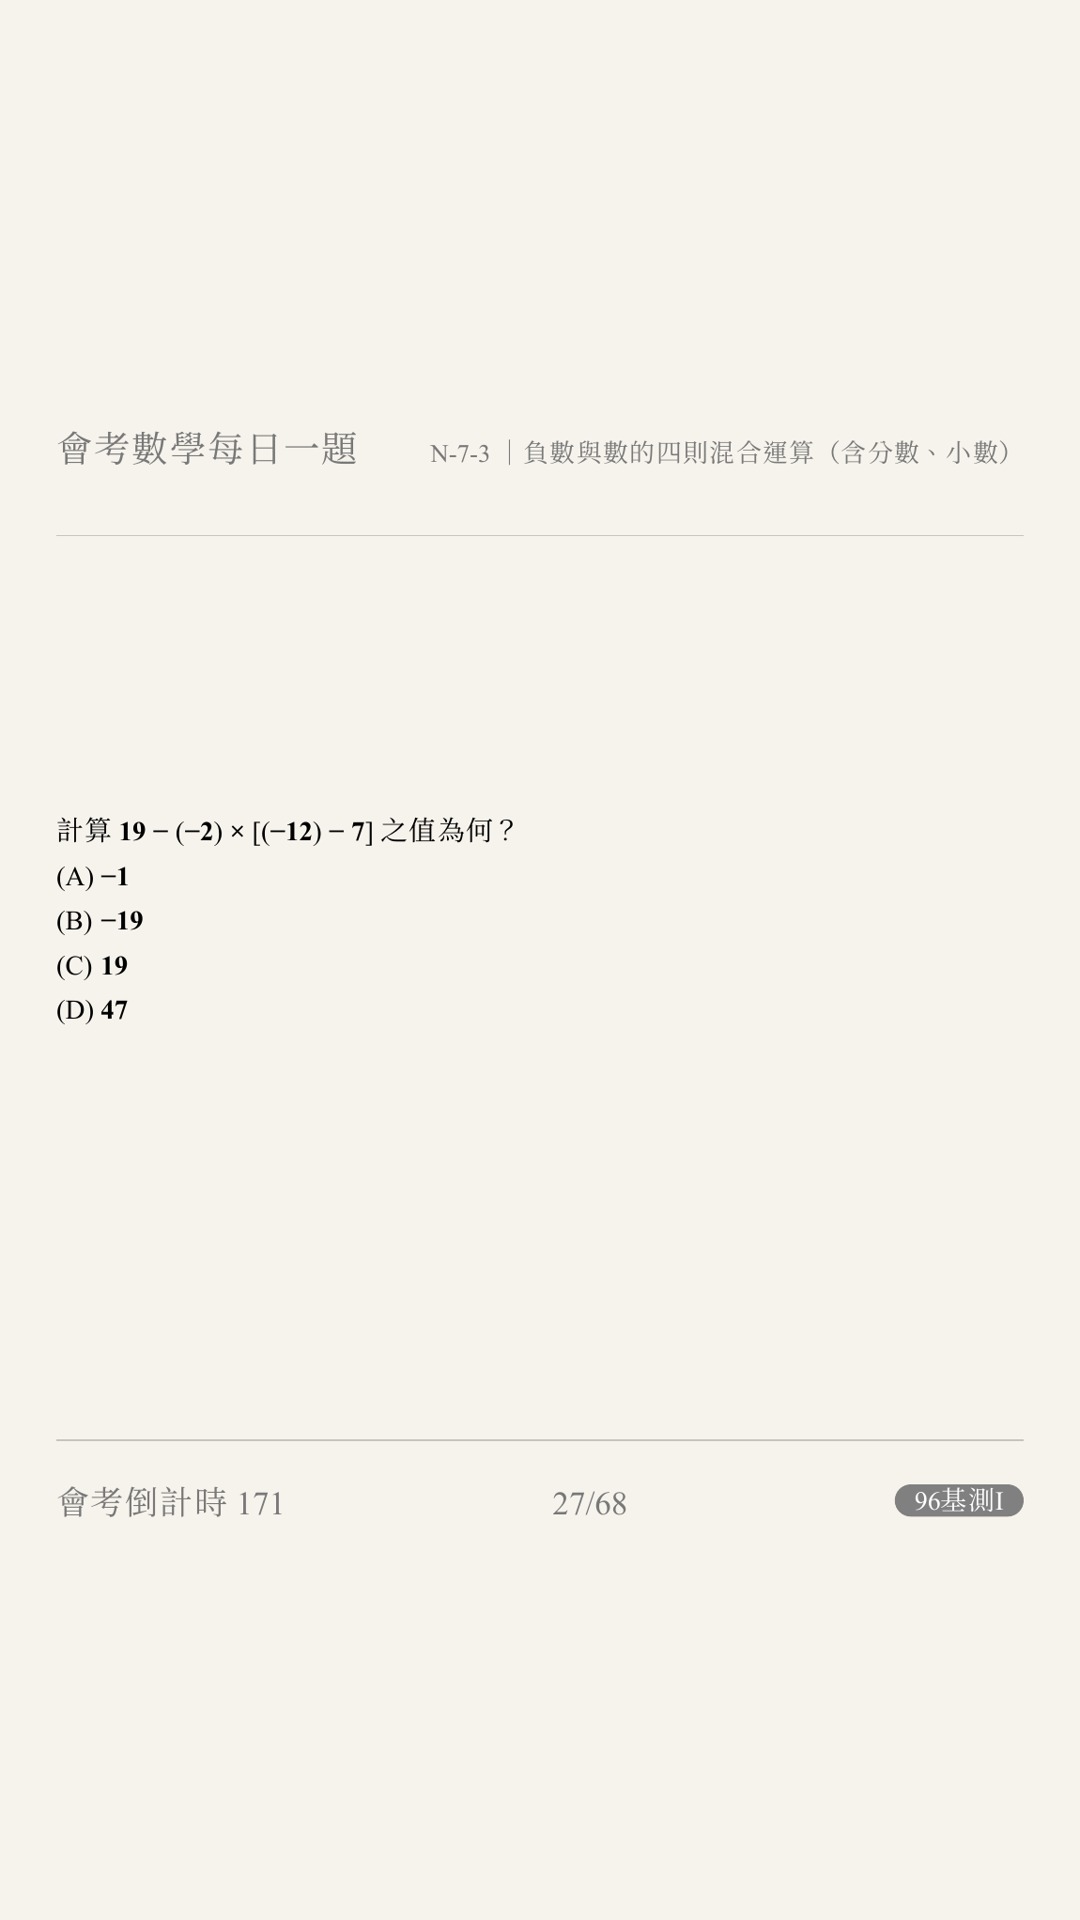 會考數學每日一題
N-7-3｜負數與數的四則混合運算（含分數、小數）
計算 19 − (−2) × [(−12) − 7] 之值為何？
(A) −1
(B) −19
(C) 19
(D) 47
會考倒計時 171
27/68
96基測I